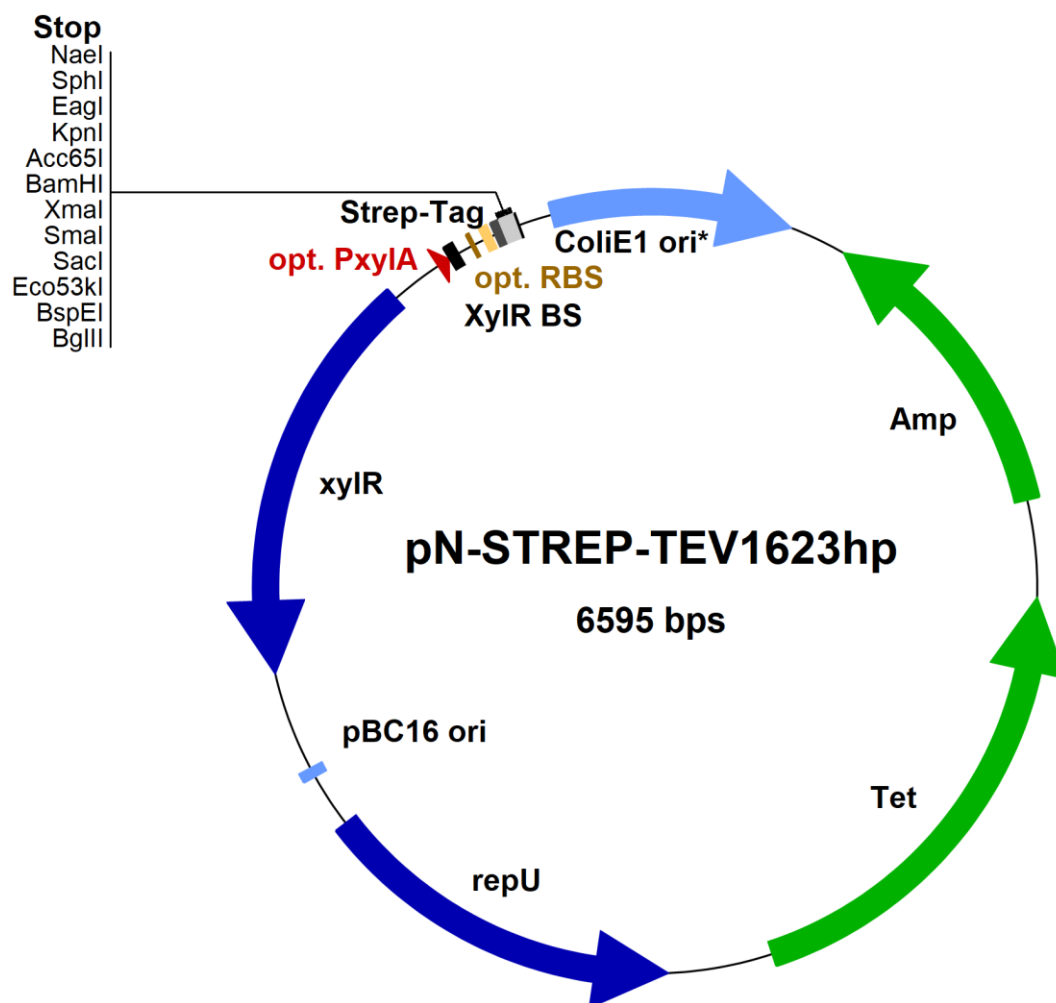 Stop
NaeI
SphI
EagI
KpnI
Acc65I
BamHI
XmaI
SmaI
SacI
Eco53kI
BspEI
BglII
Strep-Tag
ColiE1 ori*
opt. PxylA
opt. RBS
XylR BS
Amp
xylR
pN-STREP-TEV1623hp
6595 bps
pBC16 ori
Tet
repU